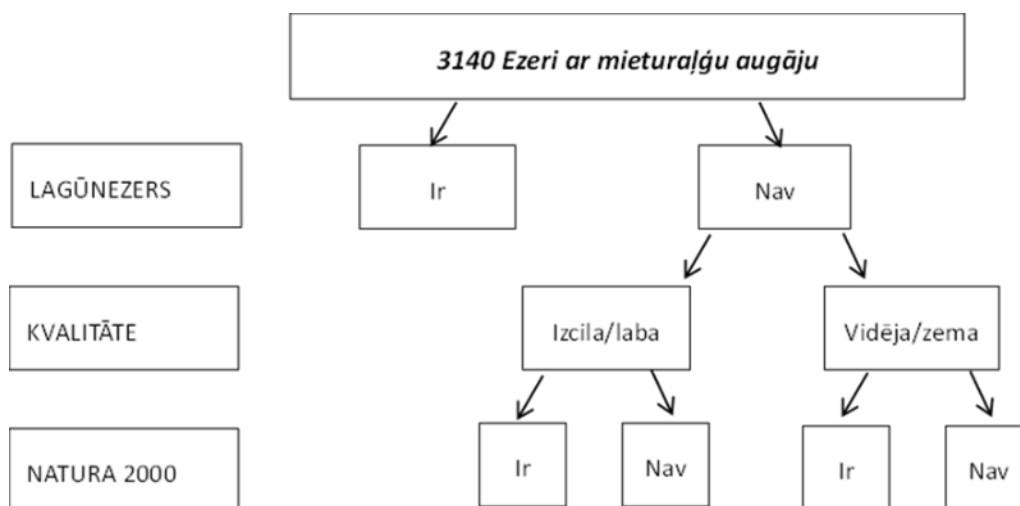 3140 Ezeri ar mieturaļģu augāju
LAGŪNEZERS
Ir
Nav
KVALITĀTE
Izcila/laba
Vidēja/zema
NATURA 2000
Ir
Nav
Ir
Nav